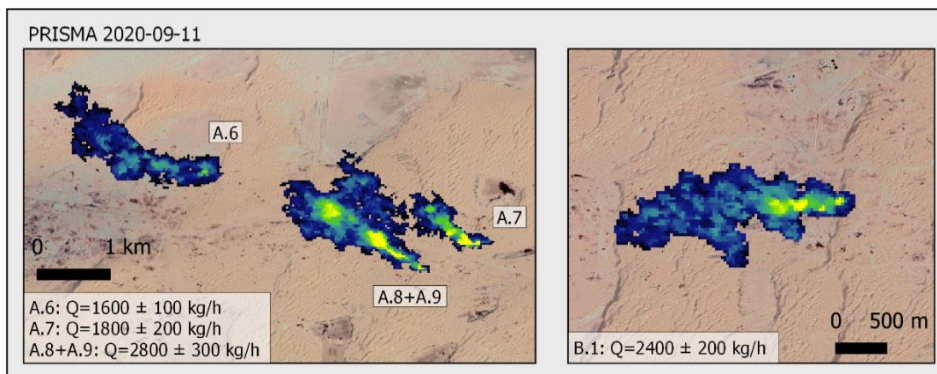 PRISMA 2020-09-11
A.6
A.7
0 1 km
A.8+A.9
A.6: Q=1600 ± 100 kg/h
A.7: Q=1800 ± 200 kg/h
A.8+A.9: Q=2800 ± 300 kg/h
0 500 m
B.1: Q=2400 ± 200 kg/h